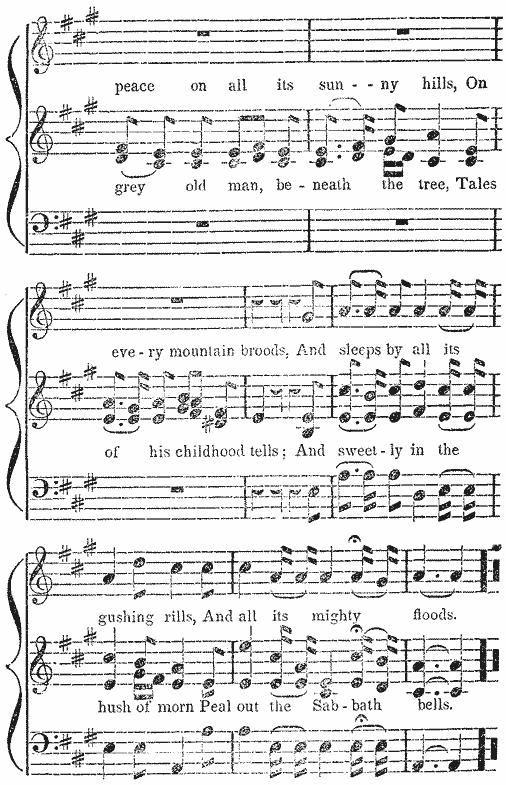 peace on all its sun - - ny hills, On
grey old man, be - neath the tree, Tales
eve - ry mountain broods, And sleeps by all its
of his childhood tells; And sweet - ly in the
gushing rills, And all its mighty floods.
hush of morn Peal out the Sab - bath bells.